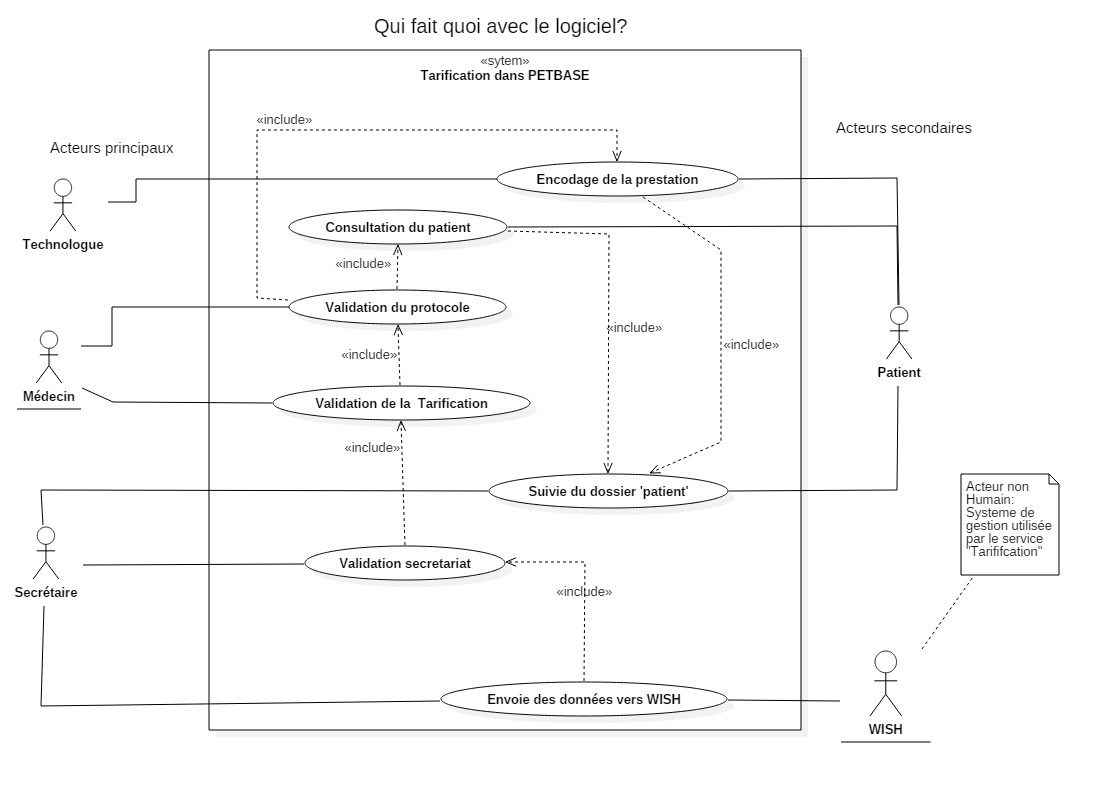 Qui fait quoi avec le logiciel?
«sytem»
Tarification dans PETBASE
«include»
Acteurs secondaires
Acteurs principaux
Encodage de la prestation
Technologue
Consultation du patient
«include»
Validation du protocole
«include»
«include»
«include»
Patient
Médecin
Validation de la  Tarification
«include»
Suivie du dossier 'patient'
Acteur non
Humain:
Systeme de
gestion utilisée
par le service
"Tarififcation"
Validation secretariat
Secrétaire
«include»
Envoie des données vers WISH
WISH